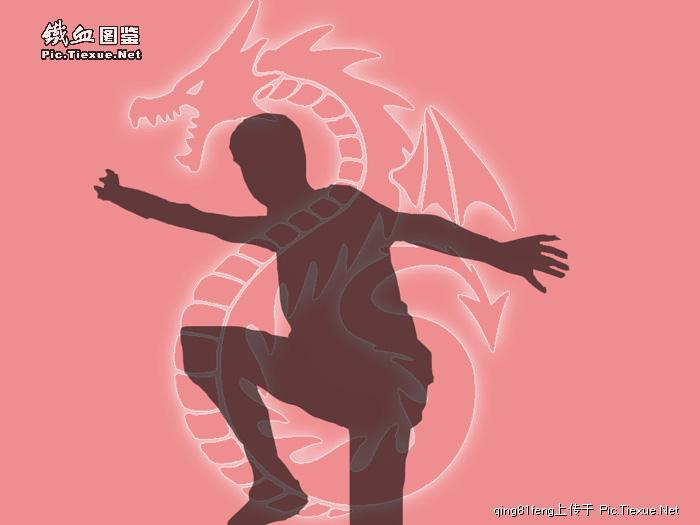 鐵血图鉴
Pic.Tiexue.Net
qing81feng上传于 Pic.TieXue.Net